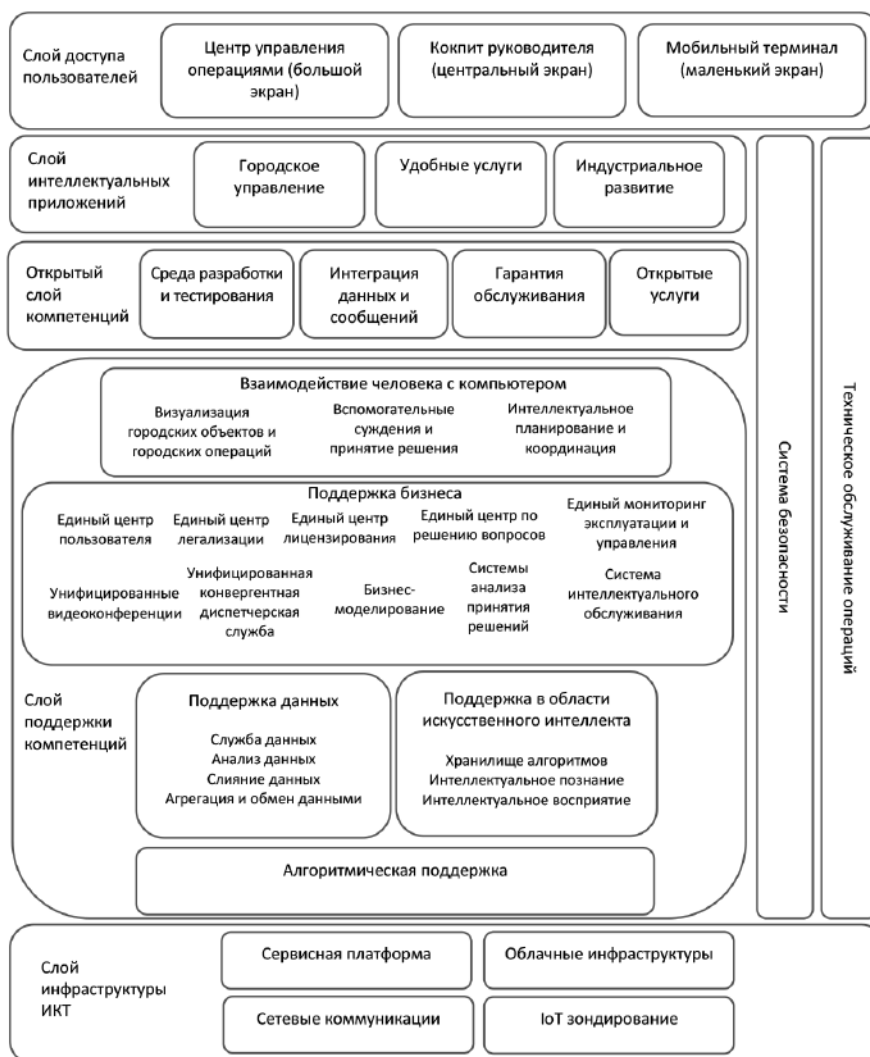 Слой доступа
пользователей
Центр управления
операциями (большой
экран)
Кокпит руководителя
(центральный экран)
Мобильный терминал
(маленький экран)
Слой
интеллектуальных
приложений
Городское
управление
Удобные услуги
Индустриальное
развитие
Открытый
слой
компетенций
Среда разработки
и тестирования
Интеграция
данных и
сообщений
Гарантия
обслуживания
Открытые
услуги
Взаимодействие человека с компьютером
Визуализация
городских объектов и
городских операций
Вспомогательные
суждения и
принятие решения
Интеллектуальное
планирование и
координация
Поддержка бизнеса
Единый центр
пользователя
Единый центр
легализации
Единый центр
лицензирования
Единый центр по
решению вопросов
Единый мониторинг
эксплуатации и
управления
Унифицированные
видеоконференции
Унифицированная
конвергентная
диспетчерская
служба
Бизнес-
моделирование
Системы
анализа
принятия
решений
Система
интеллектуального
обслуживания
Слой
поддержки
компетенций
Поддержка данных
Служба данных
Анализ данных
Слияние данных
Агрегация и обмен данными
Поддержка в области
искусственного интеллекта
Хранилище алгоритмов
Интеллектуальное познание
Интеллектуальное восприятие
Алгоритмическая поддержка
Система безопасности
Техническое обслуживание операций
Слой
инфраструктуры
ИКТ
Сервисная платформа
Облачные инфраструктуры
Сетевые коммуникации
IoT зондирование